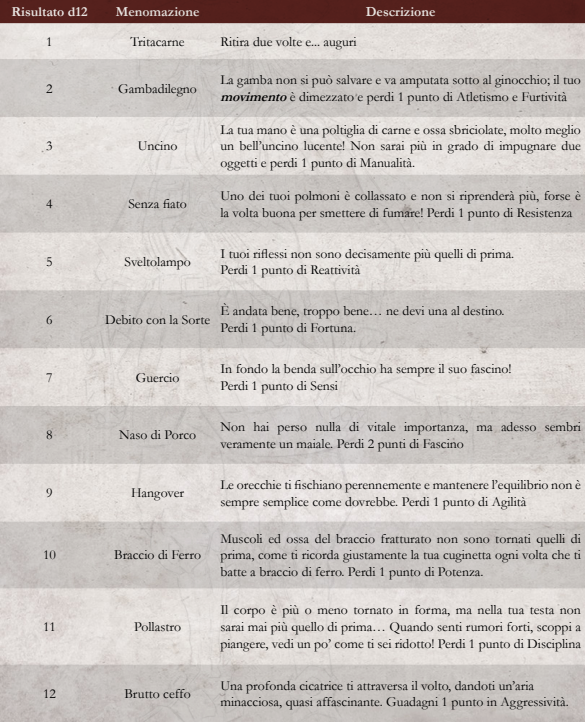 Risultato d12 Menomazione Descrizione
1 Tritacarne Ritira due volte e... auguri
2 Gambadilegno La gamba non si può salvare e va amputata sotto al ginocchio; il tuo
movimento è dimezzato e perdi 1 punto di Atletismo e Furtività
3 Uncino La tua mano è una poltiglia di carne e ossa sbriciolate, molto meglio
un bell'uncino lucente! Non sarai più in grado di impugnare due
oggetti e perdi 1 punto di Manualità.
4 Senza fiato Uno dei tuoi polmoni è collassato e non si riprenderà più, forse è
la volta buona per smettere di fumare! Perdi 1 punto di Resistenza
5 Sveltolampo I tuoi riflessi non sono decisamente più quelli di prima.
Perdi 1 punto di Reattività
6 Debito con la Sorte È andata bene, troppo bene… ne devi una al destino.
Perdi 1 punto di Fortuna.
7 Guercio In fondo la benda sull'occhio ha sempre il suo fascino!
Perdi 1 punto di Sensi
8 Naso di Porco Non hai perso nulla di vitale importanza, ma adesso sembri
veramente un maiale. Perdi 2 punti di Fascino
9 Hangover Le orecchie ti fischiano perennemente e mantenere l'equilibrio non è
sempre semplice come dovrebbe. Perdi 1 punto di Agilità
10 Braccio di Ferro Muscoli ed ossa del braccio fratturato non sono tornati quelli di
prima, come ti ricorda giustamente la tua cuginetta ogni volta che ti
batte a braccio di ferro. Perdi 1 punto di Potenza.
11 Pollastro Il corpo è più o meno tornato in forma, ma nella tua testa non
sarai mai più quello di prima… Quando senti rumori forti, scoppi a
piangere, vedi un po' come ti sei ridotto! Perdi 1 punto di Disciplina
12 Brutto ceffo Una profonda cicatrice ti attraversa il volto, dandoti un'aria
minacciosa, quasi affascinante. Guadagni 1 punto in Aggressività.